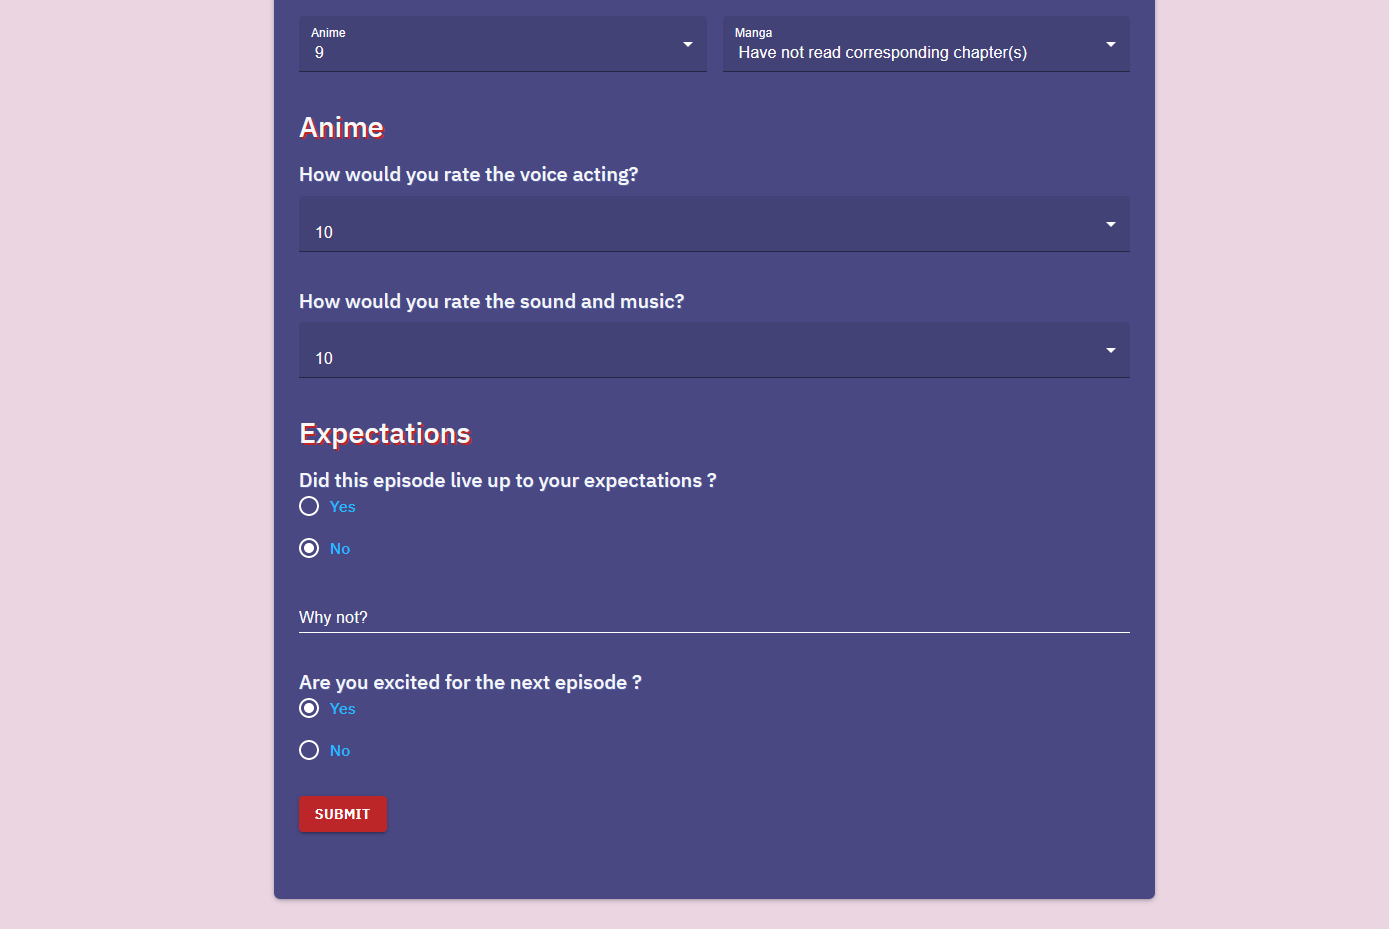 Anime
9
Manga
Have not read corresponding chapter(s)
Anime
How would you rate the voice acting?
10
How would you rate the sound and music?
10
Expectations
Did this episode live up to your expectations ?
Yes
No
Why not?
Are you excited for the next episode ?
Yes
No
SUBMIT